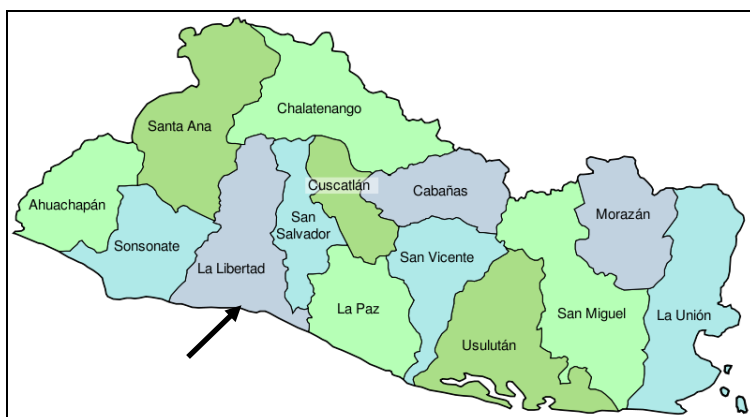 Chalatenango
Santa Ana
Cuscatlán
Cabañas
Ahuachapán
Morazán
San
Salvador
Sonsonate
San Vicente
La Libertad
La Paz
San Miguel
La Unión
Usulután